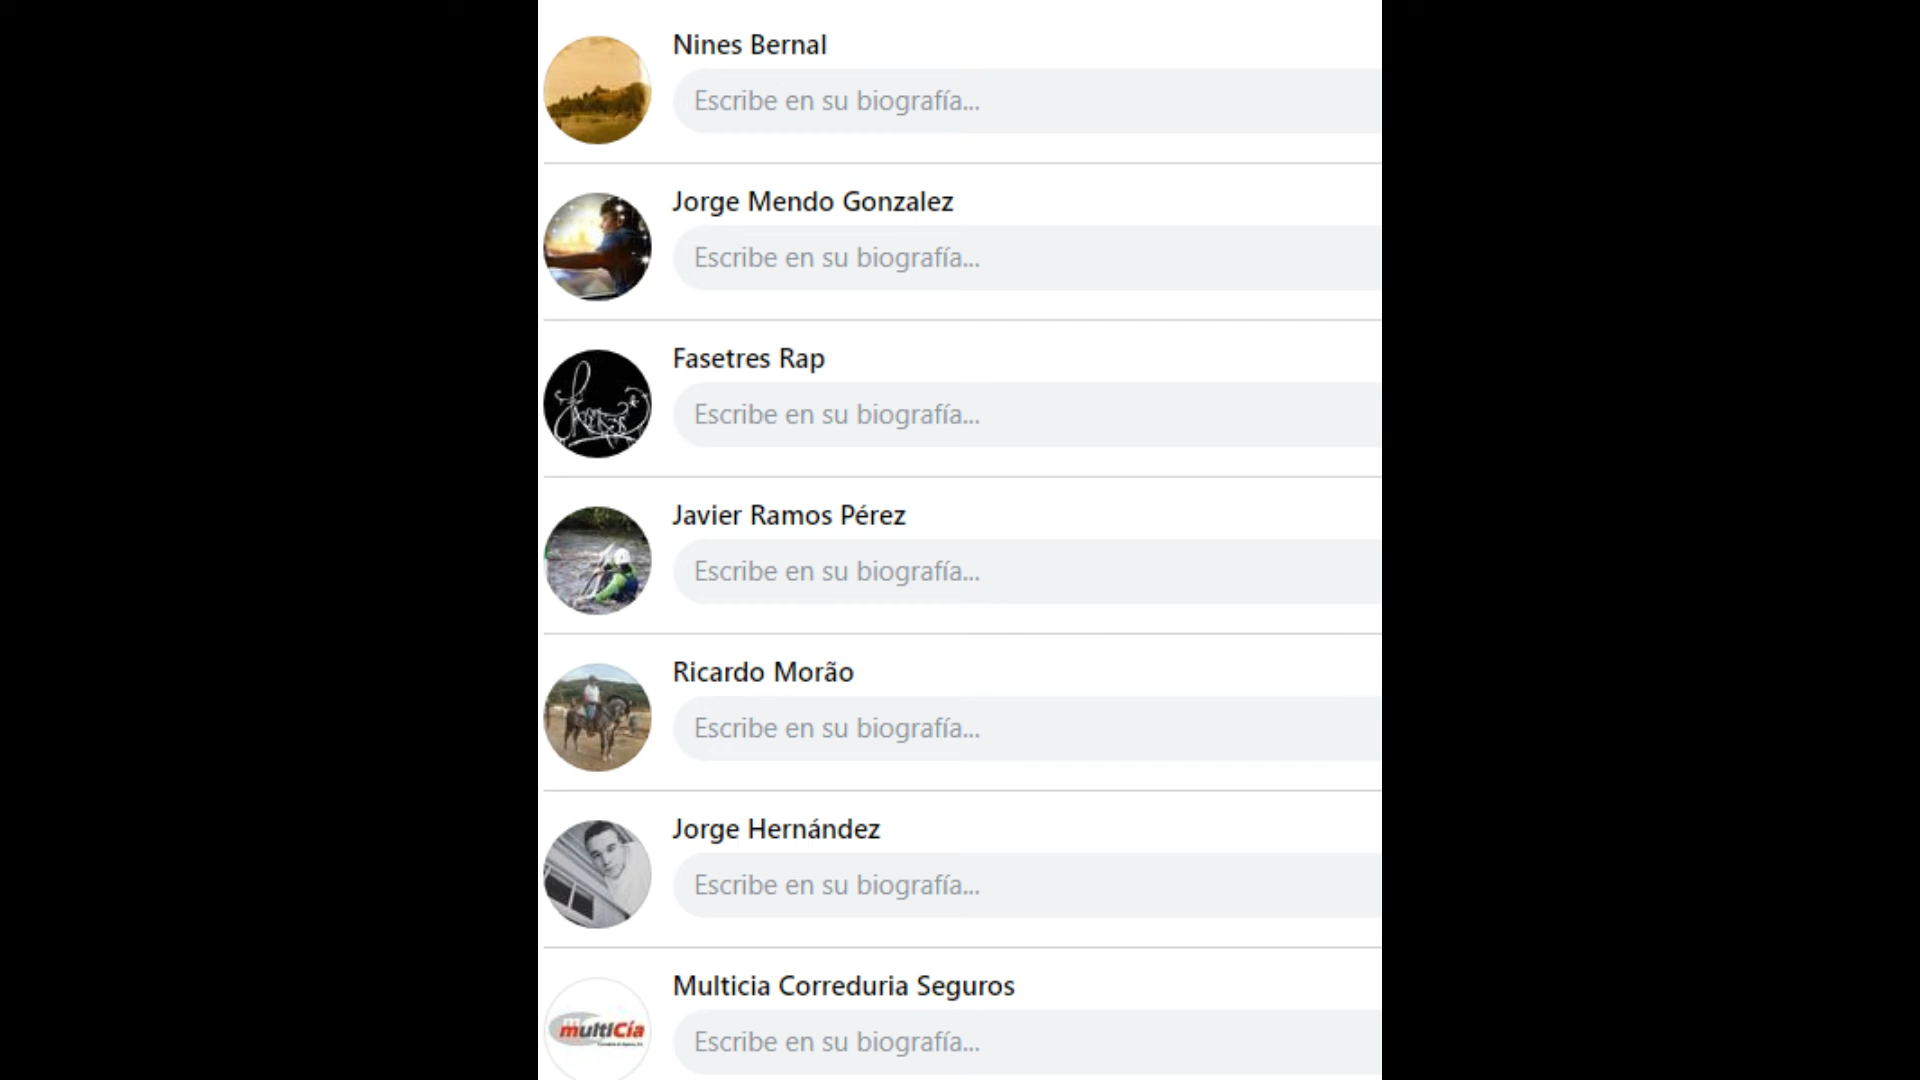 Nines Bernal
Escribe en su biografía...
Jorge Mendo Gonzalez
Escribe en su biografía...
Fasetres Rap
Escribe en su biografía...
Javier Ramos Pérez
Escribe en su biografía...
Ricardo Morão
Escribe en su biografía...
Jorge Hernández
Escribe en su biografía...
Multicia Correduria Seguros
multiCía
Escribe en su biografía...